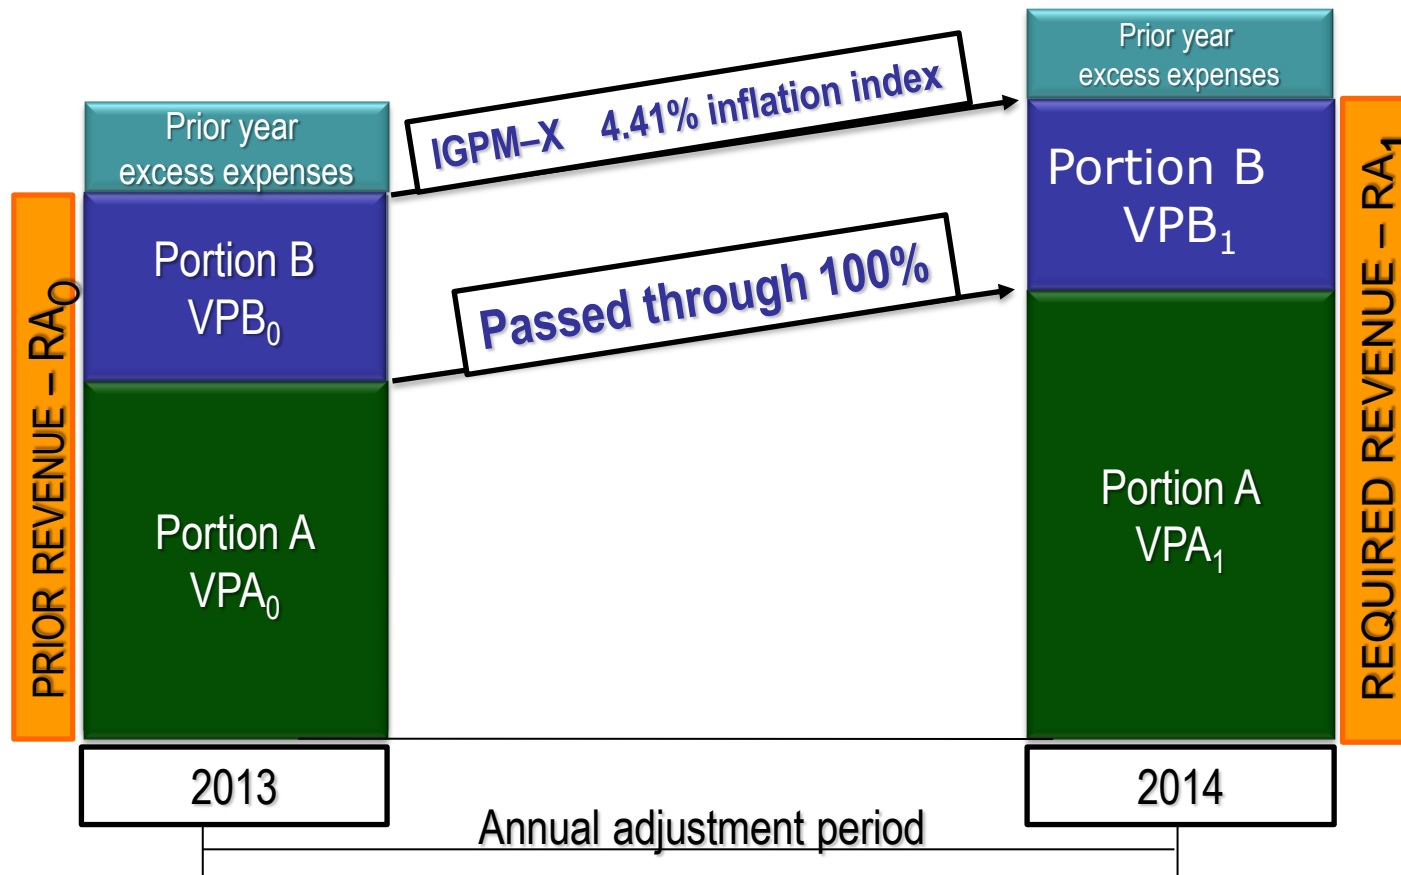 Prior year
excess expenses
Portion B
VPB₀
Portion A
VPA₀
PRIOR REVENUE – RAO
2013
IGPM–X 4.41% inflation index
Passed through 100%
Prior year
excess expenses
Portion B
VPB₁
Portion A
VPA₁
REQUIRED REVENUE – RA₁
2014
Annual adjustment period